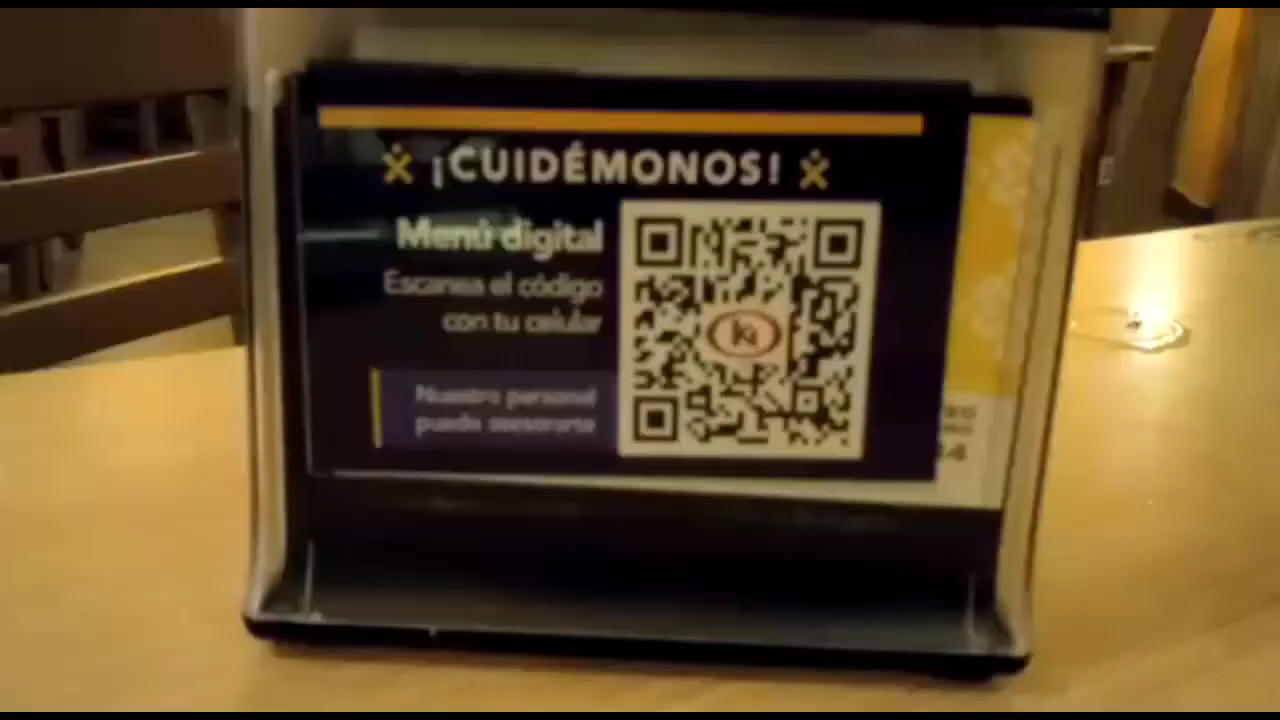 ¡CUIDÉMONOS!
Menú digital
Escanea el código
con tu celular
Nuestro personal
puede asesorarte